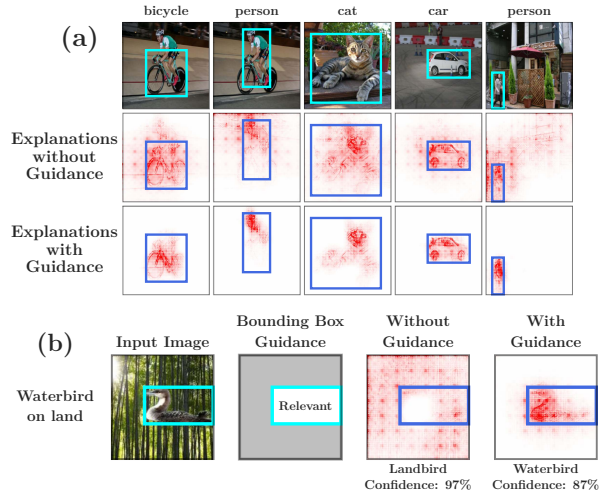 (a)
bicycle
person
cat
car
person
Explanations
without
Guidance
Explanations
with
Guidance
(b)
Input Image
Bounding Box
Guidance
Without
Guidance
With
Guidance
Waterbird
on land
Relevant
Landbird
Confidence: 97%
Waterbird
Confidence: 87%